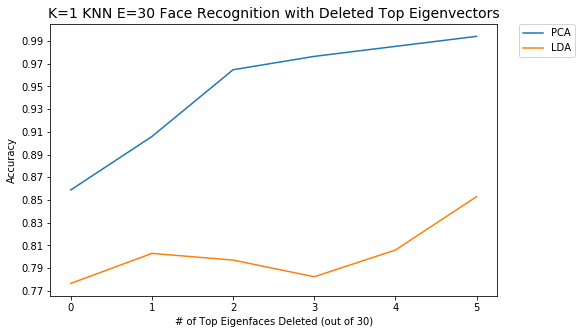 K=1 KNN E=30 Face Recognition with Deleted Top Eigenvectors
PCA
LDA
Accuracy
0.99
0.97
0.95
0.93
0.91
0.89
0.87
0.85
0.83
0.81
0.79
0.77
0 1 2 3 4 5
# of Top Eigenfaces Deleted (out of 30)